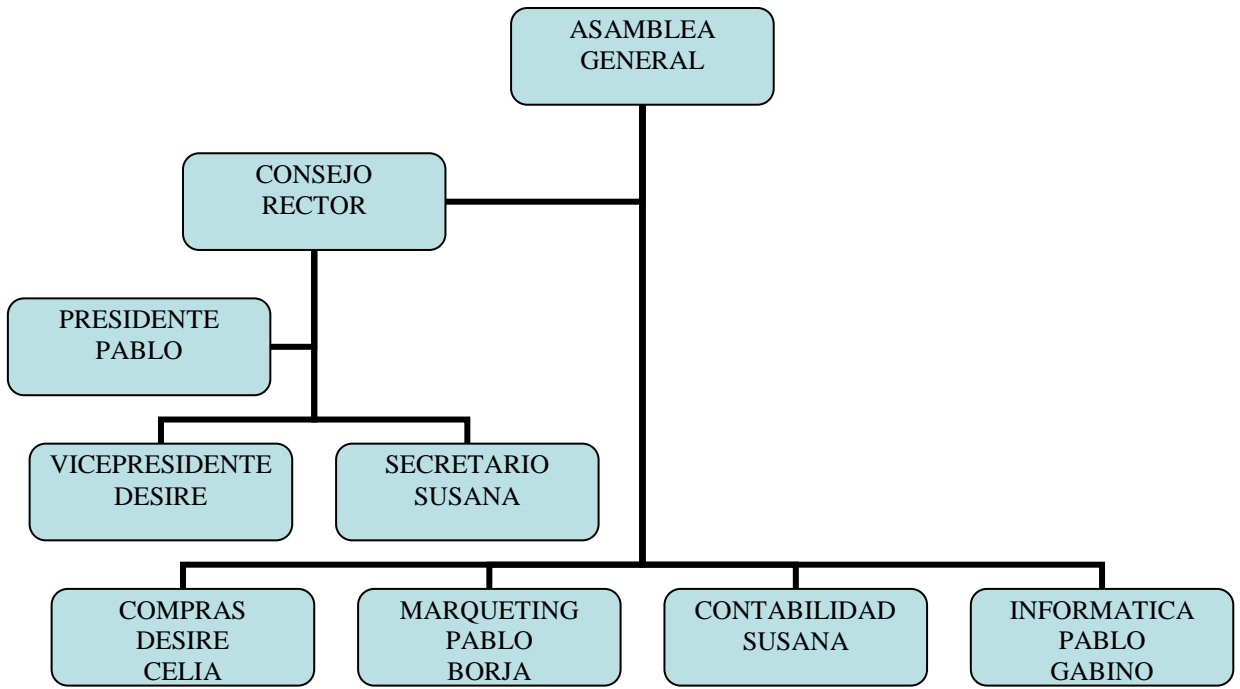 ASAMBLEA
GENERAL
CONSEJO
RECTOR
PRESIDENTE
PABLO
VICEPRESIDENTE
DESIRE
SECRETARIO
SUSANA
COMPRAS
DESIRE
CELIA
MARQUETING
PABLO
BORJA
CONTABILIDAD
SUSANA
INFORMATICA
PABLO
GABINO